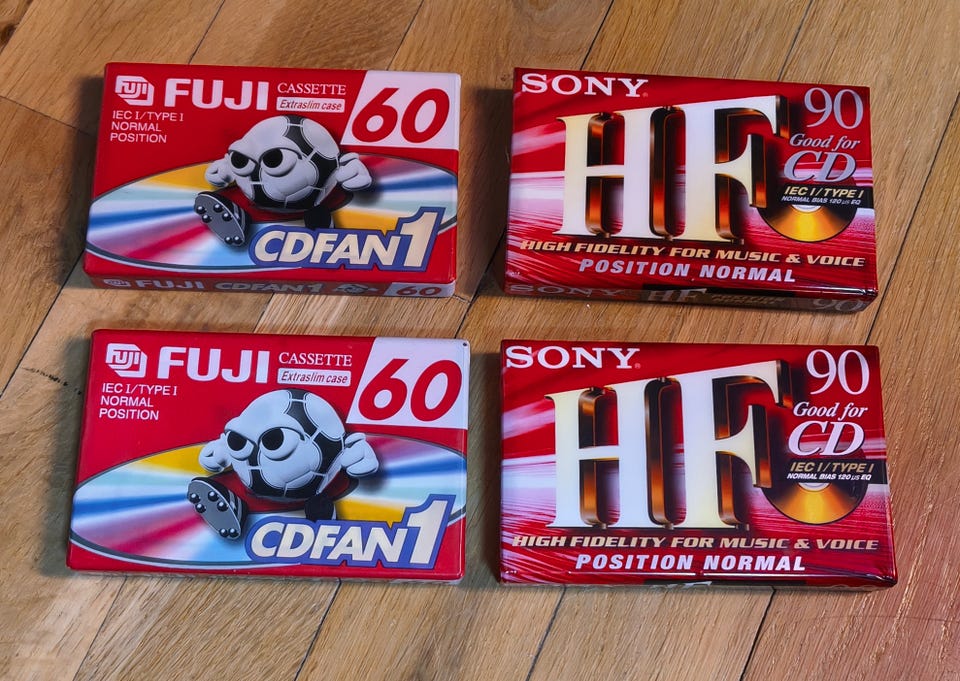 FUJI
FUJI CASSETTE 60
Extraslim case
IEC I/TYPE I
NORMAL
POSITION
CDFAN1
FUJI CDFAN1 60
SONY
HF
90
Good for
CD
IEC I / TYPE I
NORMAL BIAS 120 µs EQ
HIGH FIDELITY FOR MUSIC & VOICE
POSITION NORMAL
SONY HF 90
FUJI
FUJI CASSETTE 60
Extraslim case
IEC I/TYPE I
NORMAL
POSITION
CDFAN1
SONY
HF
90
Good for
CD
IEC I / TYPE I
NORMAL BIAS 120 µs EQ
HIGH FIDELITY FOR MUSIC & VOICE
POSITION NORMAL